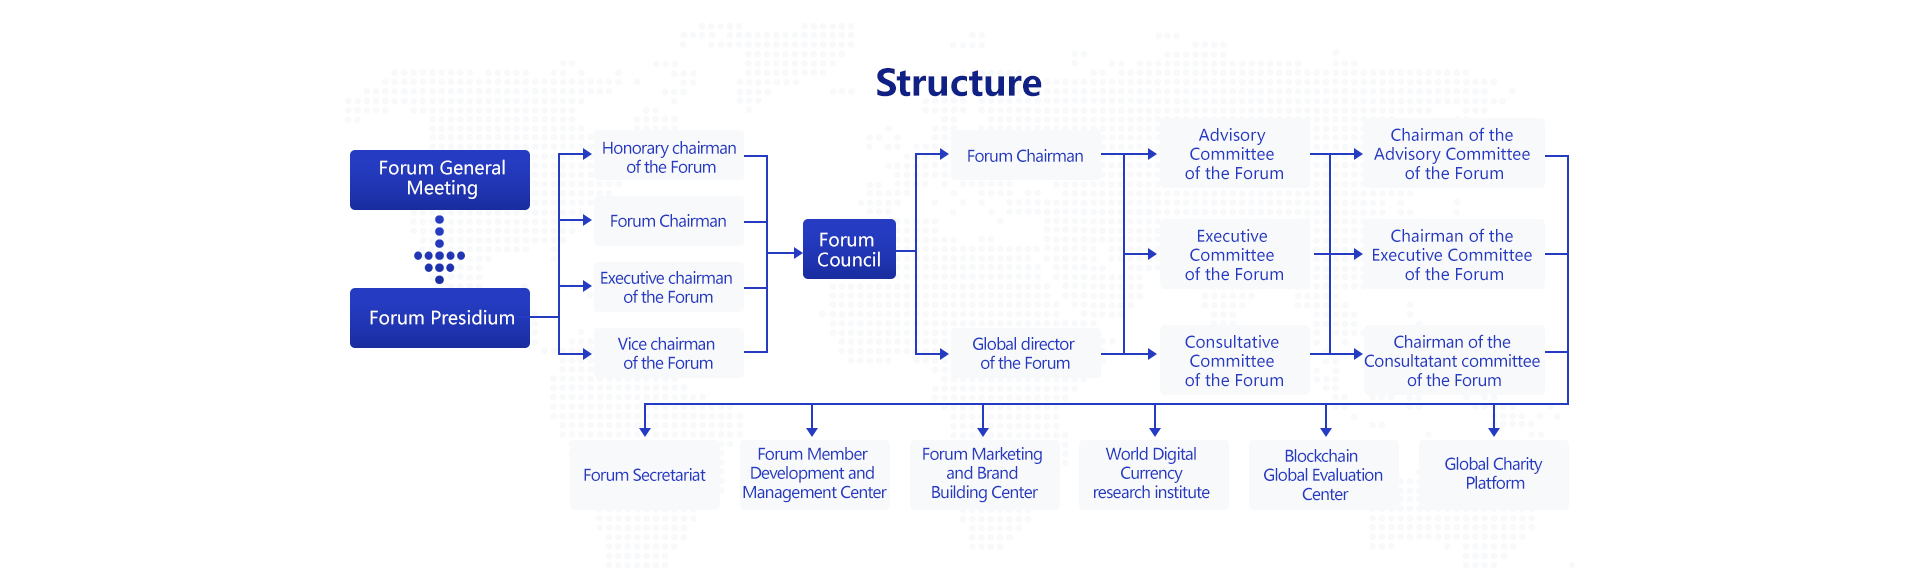 Structure
Forum General
Meeting
Forum Presidium
Honorary chairman
of the Forum
Forum Chairman
Executive chairman
of the Forum
Vice chairman
of the Forum
Forum
Council
Forum Chairman
Global director
of the Forum
Advisory
Committee
of the Forum
Executive
Committee
of the Forum
Consultative
Committee
of the Forum
Chairman of the
Advisory Committee
of the Forum
Chairman of the
Executive Committee
of the Forum
Chairman of the
Consultatant committee
of the Forum
Forum Secretariat
Forum Member
Development and
Management Center
Forum Marketing
and Brand
Building Center
World Digital
Currency
research institute
Blockchain
Global Evaluation
Center
Global Charity
Platform